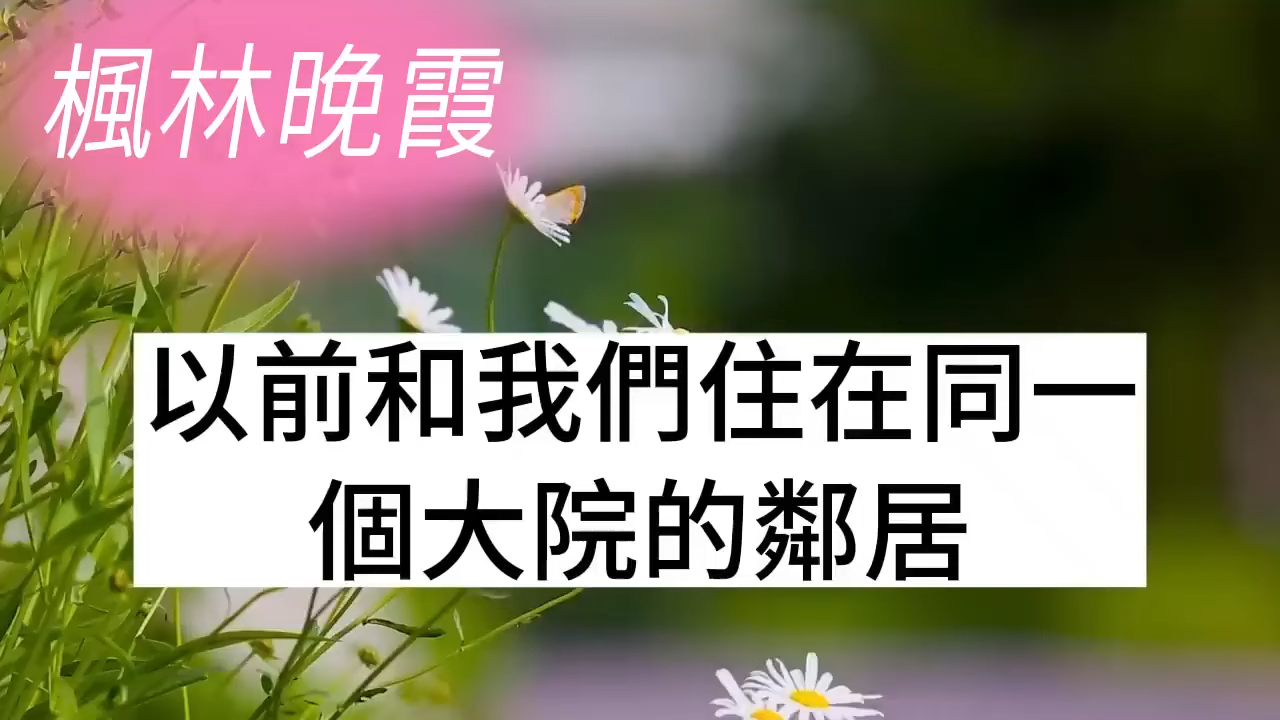 楓林晚霞
以前和我們住在同一
個大院的鄰居